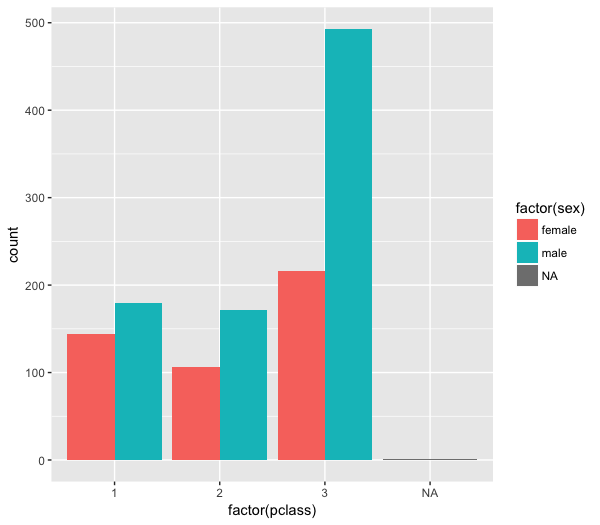 500
400
300
200
100
0
count
1 2 3 NA
factor(pclass)
factor(sex)
female
male
NA